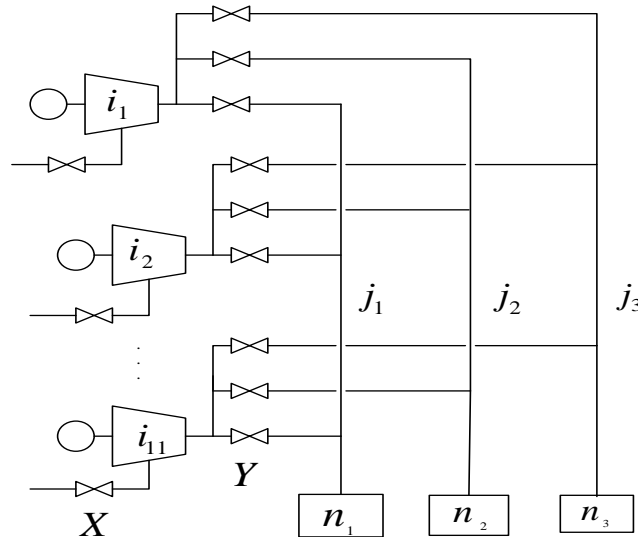 i₁
i₂
j₁ j₂ j₃
⋮
i₁₁
Y
X
n₁ n₂ n₃